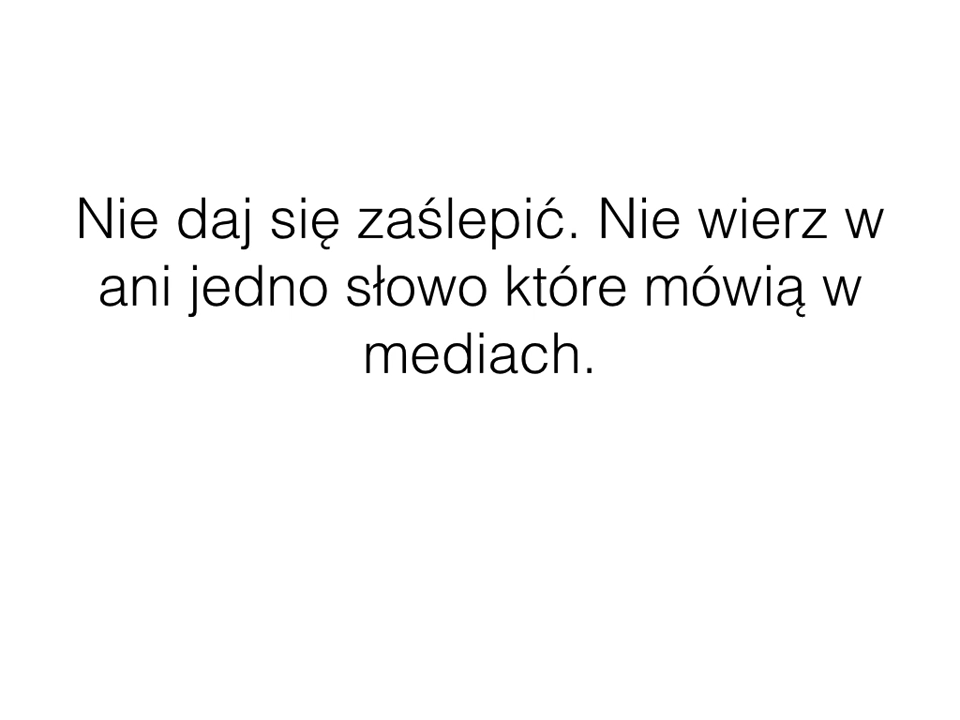 Nie daj się zaślepić. Nie wierz w
ani jedno słowo które mówią w
mediach.